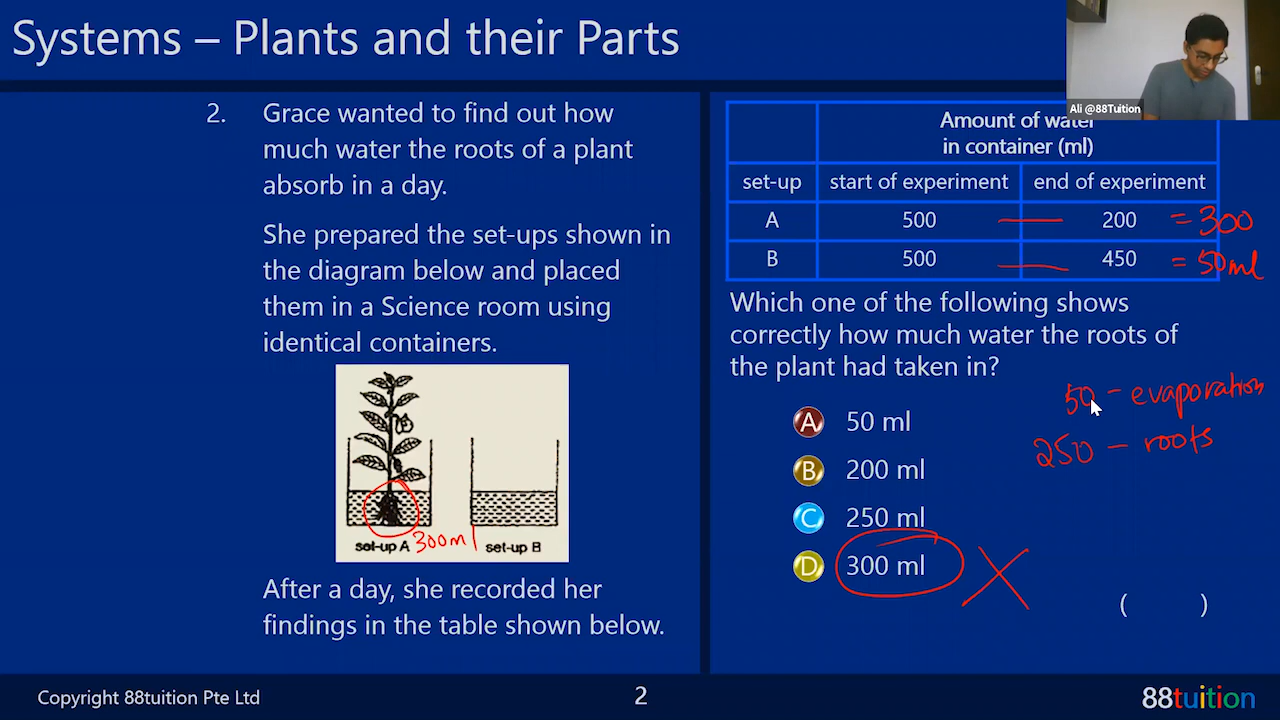 Systems – Plants and their Parts
Ali @88Tuition
2. Grace wanted to find out how
much water the roots of a plant
absorb in a day.
She prepared the set-ups shown in
the diagram below and placed
them in a Science room using
identical containers.
set-up A
300ml
set-up B
After a day, she recorded her
findings in the table shown below.
Amount of water
in container (ml)
set-up start of experiment end of experiment
A 500 — 200 = 300
B 500 — 450 = 50ml
Which one of the following shows
correctly how much water the roots of
the plant had taken in?
50 – evaporation
250 – roots
A 50 ml
B 200 ml
C 250 ml
D 300 ml
( )
Copyright 88tuition Pte Ltd
2
88tuition